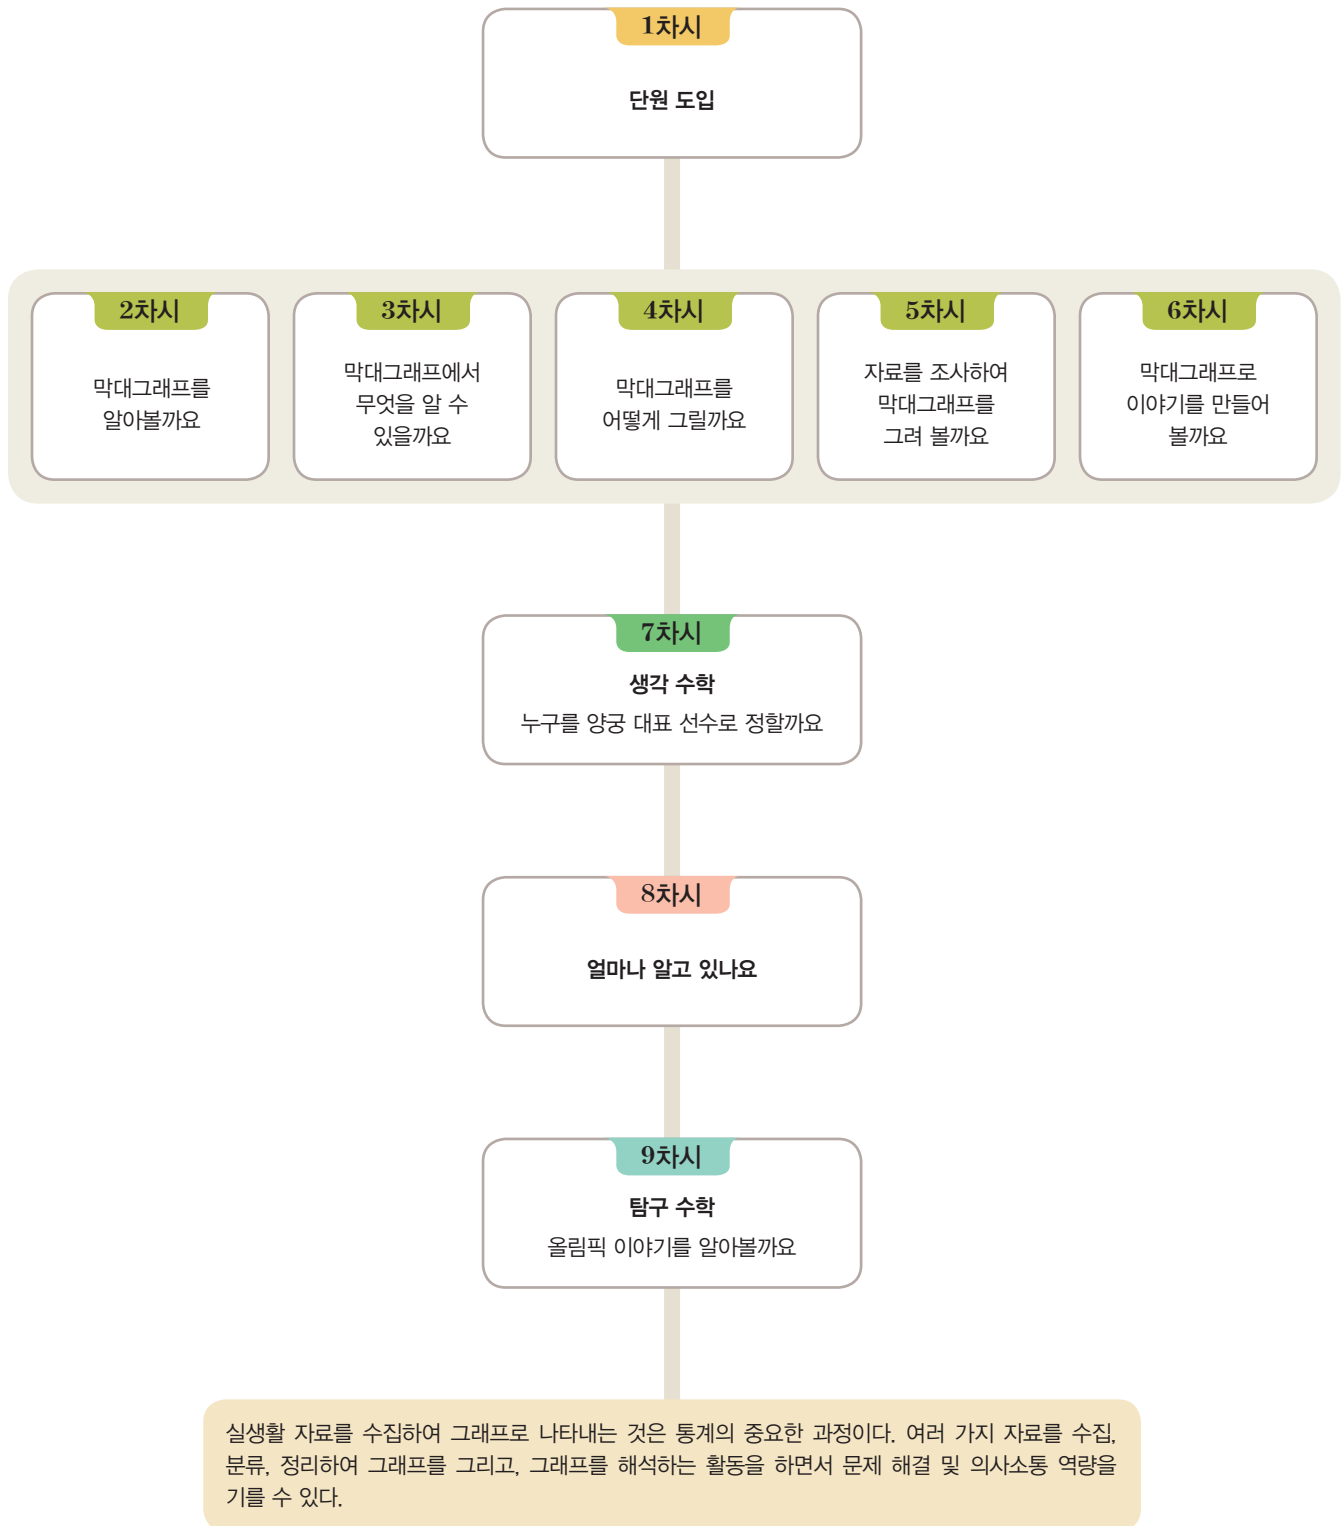 1차시
단원 도입
2차시
막대그래프를
알아볼까요
3차시
막대그래프에서
무엇을 알 수
있을까요
4차시
막대그래프를
어떻게 그릴까요
5차시
자료를 조사하여
막대그래프를
그려 볼까요
6차시
막대그래프로
이야기를 만들어
볼까요
7차시
생각 수학
누구를 양궁 대표 선수로 정할까요
8차시
얼마나 알고 있나요
9차시
탐구 수학
올림픽 이야기를 알아볼까요
실생활 자료를 수집하여 그래프로 나타내는 것은 통계의 중요한 과정이다. 여러 가지 자료를 수집,
분류, 정리하여 그래프를 그리고, 그래프를 해석하는 활동을 하면서 문제 해결 및 의사소통 역량을
기를 수 있다.